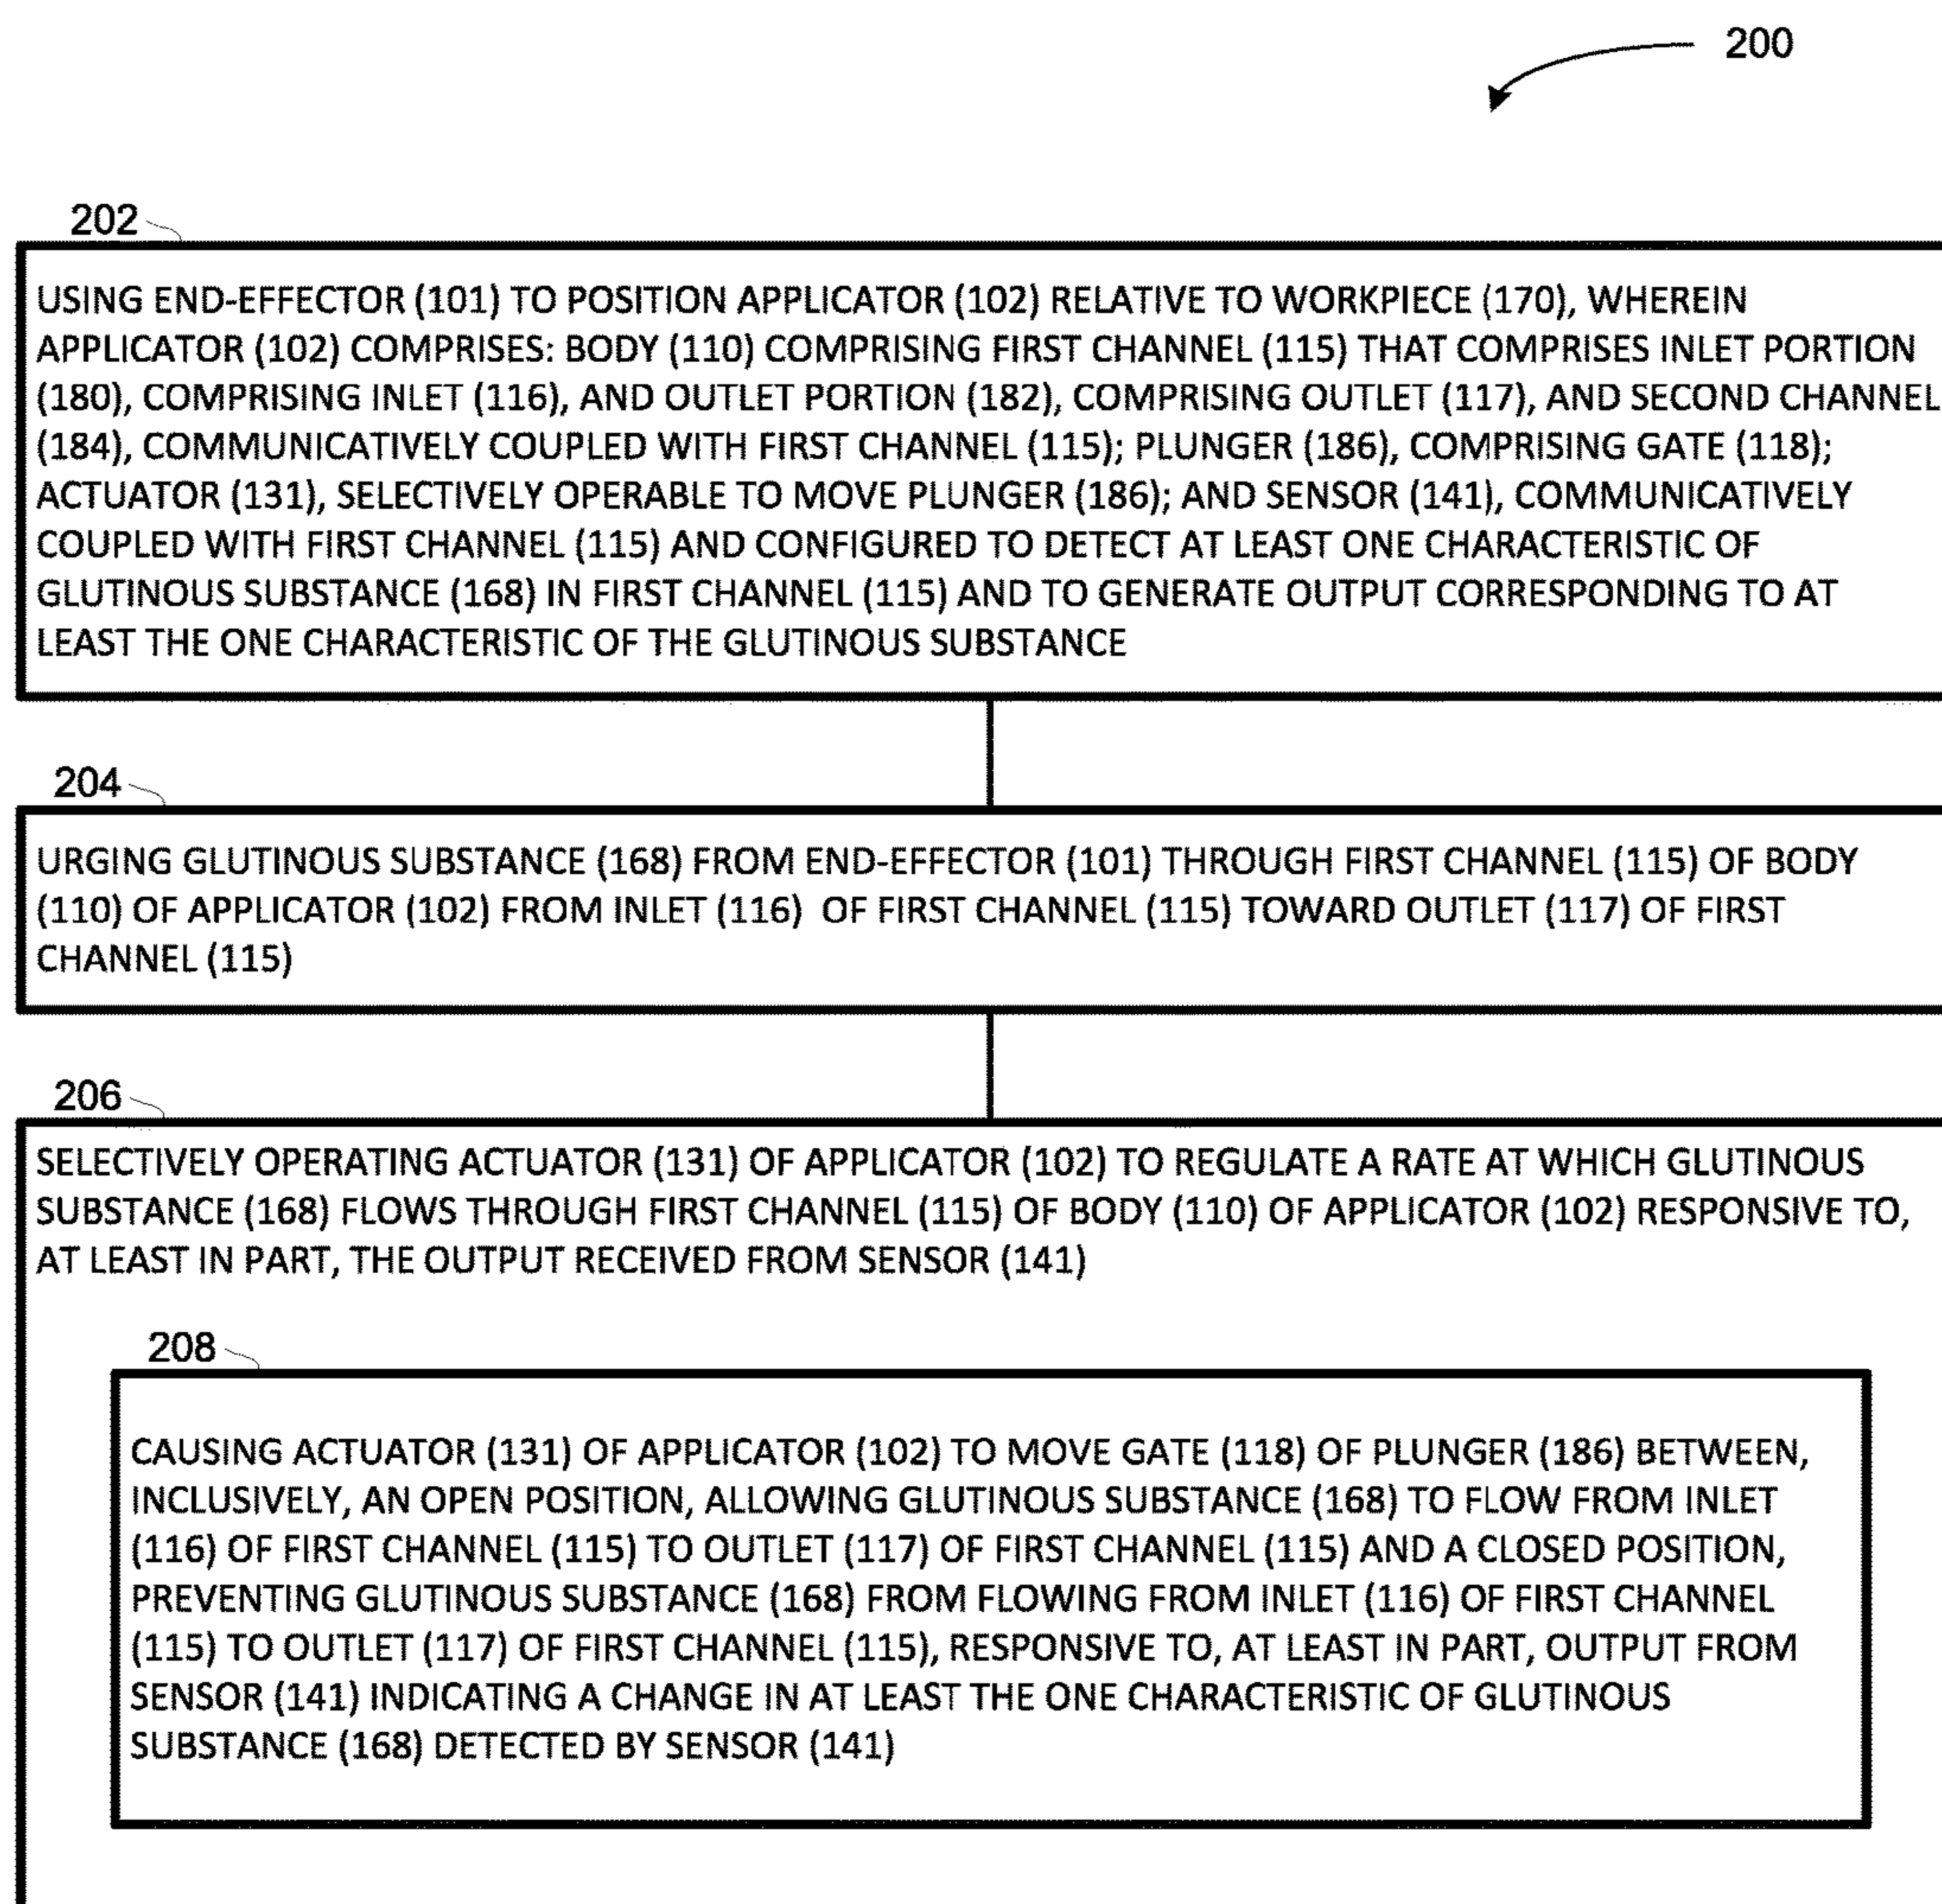 200
202
USING END-EFFECTOR (101) TO POSITION APPLICATOR (102) RELATIVE TO WORKPIECE (170), WHEREIN
APPLICATOR (102) COMPRISES: BODY (110) COMPRISING FIRST CHANNEL (115) THAT COMPRISES INLET PORTION
(180), COMPRISING INLET (116), AND OUTLET PORTION (182), COMPRISING OUTLET (117), AND SECOND CHANNEL
(184), COMMUNICATIVELY COUPLED WITH FIRST CHANNEL (115); PLUNGER (186), COMPRISING GATE (118);
ACTUATOR (131), SELECTIVELY OPERABLE TO MOVE PLUNGER (186); AND SENSOR (141), COMMUNICATIVELY
COUPLED WITH FIRST CHANNEL (115) AND CONFIGURED TO DETECT AT LEAST ONE CHARACTERISTIC OF
GLUTINOUS SUBSTANCE (168) IN FIRST CHANNEL (115) AND TO GENERATE OUTPUT CORRESPONDING TO AT
LEAST THE ONE CHARACTERISTIC OF THE GLUTINOUS SUBSTANCE
204
URGING GLUTINOUS SUBSTANCE (168) FROM END-EFFECTOR (101) THROUGH FIRST CHANNEL (115) OF BODY
(110) OF APPLICATOR (102) FROM INLET (116) OF FIRST CHANNEL (115) TOWARD OUTLET (117) OF FIRST
CHANNEL (115)
206
SELECTIVELY OPERATING ACTUATOR (131) OF APPLICATOR (102) TO REGULATE A RATE AT WHICH GLUTINOUS
SUBSTANCE (168) FLOWS THROUGH FIRST CHANNEL (115) OF BODY (110) OF APPLICATOR (102) RESPONSIVE TO,
AT LEAST IN PART, THE OUTPUT RECEIVED FROM SENSOR (141)
208
CAUSING ACTUATOR (131) OF APPLICATOR (102) TO MOVE GATE (118) OF PLUNGER (186) BETWEEN,
INCLUSIVELY, AN OPEN POSITION, ALLOWING GLUTINOUS SUBSTANCE (168) TO FLOW FROM INLET
(116) OF FIRST CHANNEL (115) TO OUTLET (117) OF FIRST CHANNEL (115) AND A CLOSED POSITION,
PREVENTING GLUTINOUS SUBSTANCE (168) FROM FLOWING FROM INLET (116) OF FIRST CHANNEL
(115) TO OUTLET (117) OF FIRST CHANNEL (115), RESPONSIVE TO, AT LEAST IN PART, OUTPUT FROM
SENSOR (141) INDICATING A CHANGE IN AT LEAST THE ONE CHARACTERISTIC OF GLUTINOUS
SUBSTANCE (168) DETECTED BY SENSOR (141)